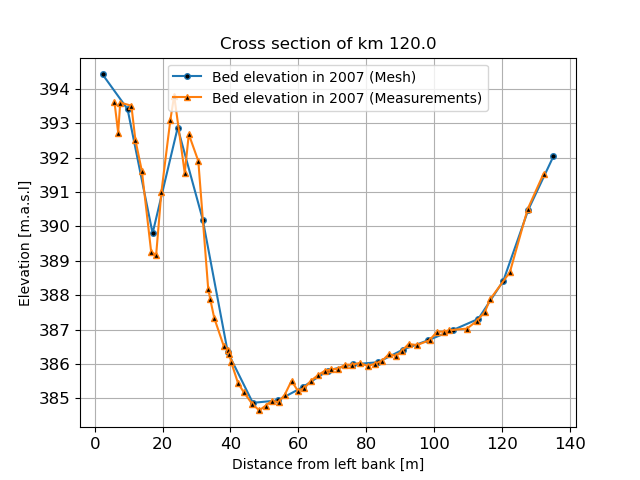 Cross section of km 120.0
Bed elevation in 2007 (Mesh)
Bed elevation in 2007 (Measurements)
Elevation [m.a.s.l]
394
393
392
391
390
389
388
387
386
385
0 20 40 60 80 100 120 140
Distance from left bank [m]